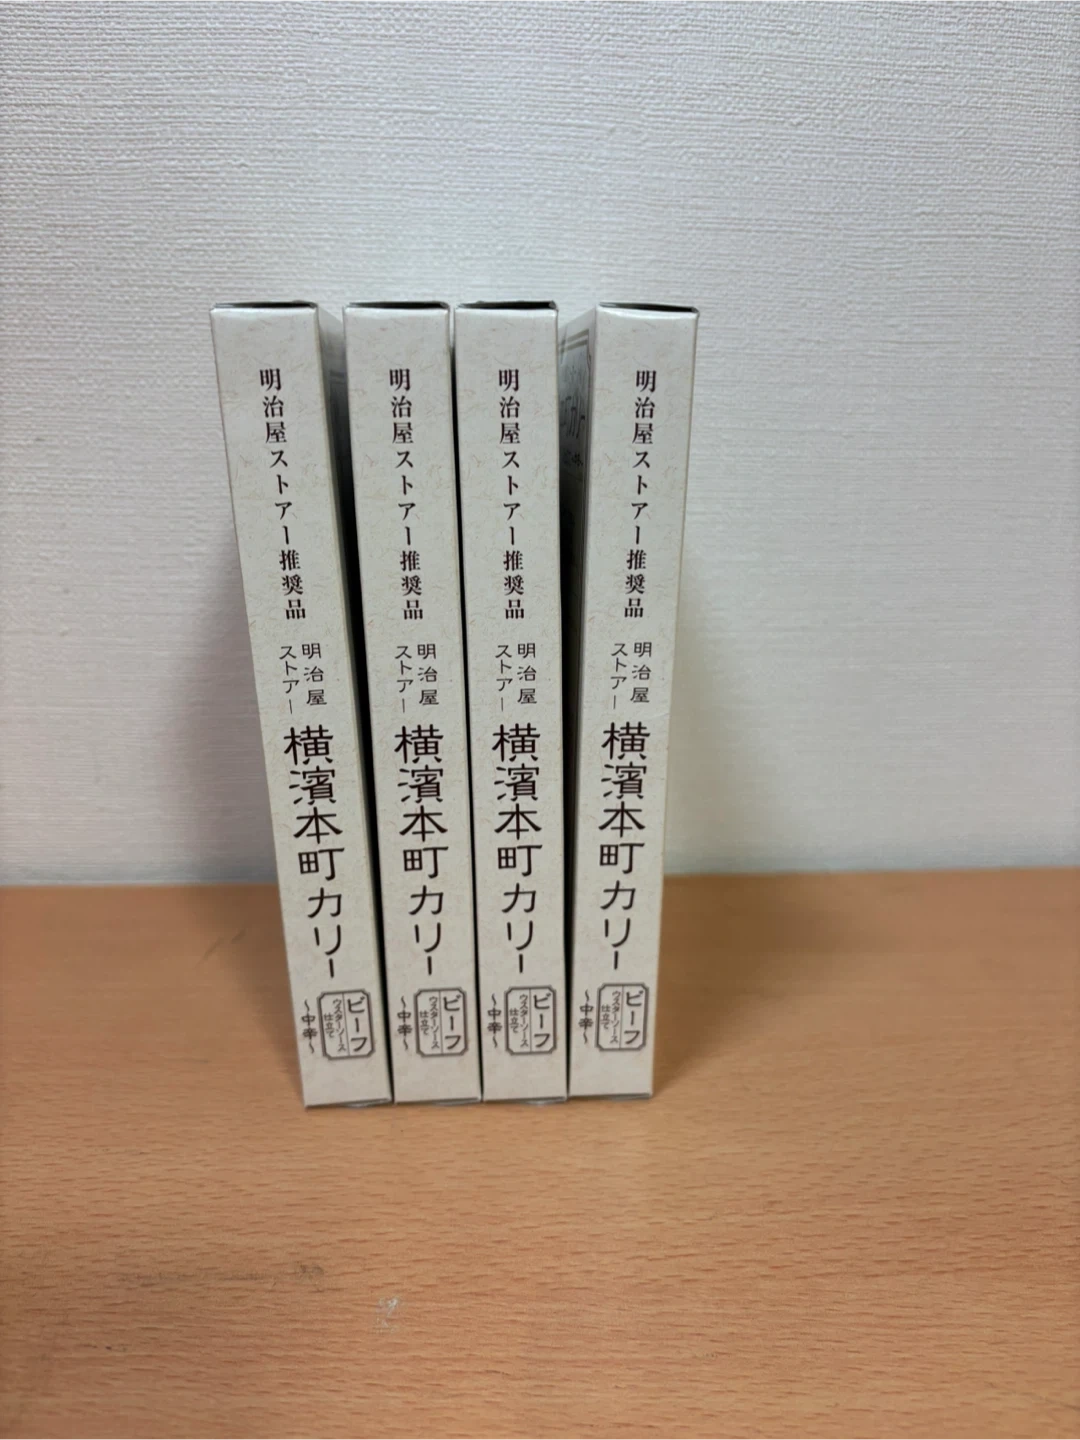 明治屋ストアー推奨品
明治屋
ストアー
横濱本町カリー
ビーフ
ウスターソース
仕立て
〜中辛〜
明治屋ストアー推奨品
明治屋
ストアー
横濱本町カリー
ビーフ
ウスターソース
仕立て
〜中辛〜
明治屋ストアー推奨品
明治屋
ストアー
横濱本町カリー
ビーフ
ウスターソース
仕立て
〜中辛〜
明治屋ストアー推奨品
明治屋
ストアー
横濱本町カリー
ビーフ
ウスターソース
仕立て
〜中辛〜